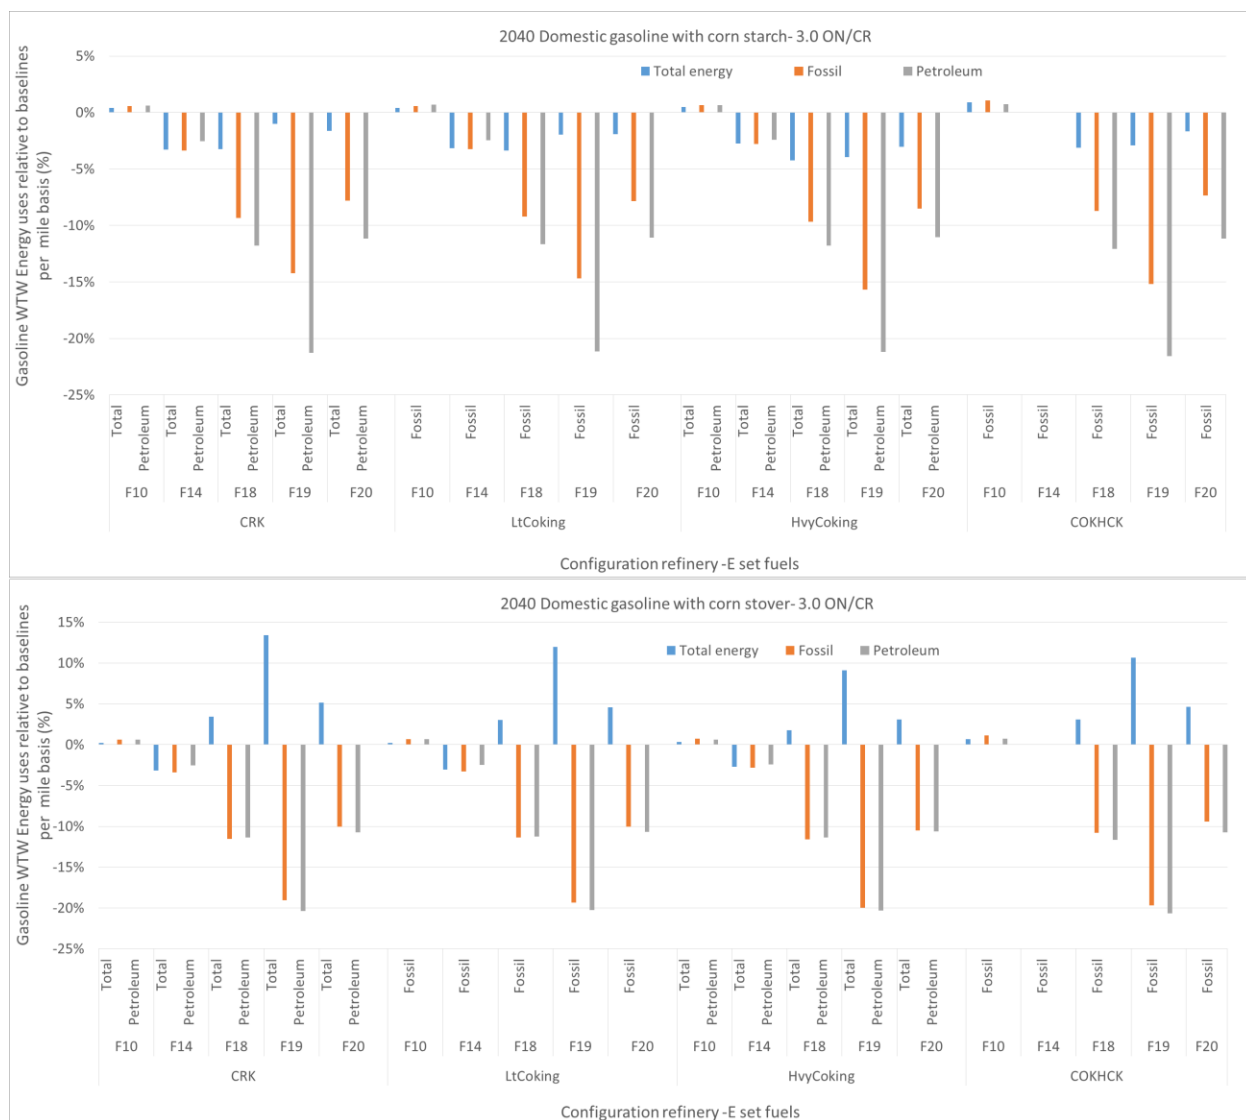 2040 Domestic gasoline with corn starch- 3.0 ON/CR
Total energy Fossil Petroleum
Gasoline WTW Energy uses relative to baselines
per mile basis (%)
5%
0%
-5%
-10%
-15%
-20%
-25%
Total Petroleum Total Petroleum Total Petroleum Total Petroleum Total Petroleum Fossil Fossil Fossil Fossil Fossil Total Petroleum Total Petroleum Total Petroleum Total Petroleum Total Petroleum Fossil Fossil Fossil Fossil Fossil
F10 F14 F18 F19 F20 F10 F14 F18 F19 F20 F10 F14 F18 F19 F20 F10 F14 F18 F19 F20
CRK LtCoking HvyCoking COKHCK
Configuration refinery -E set fuels
2040 Domestic gasoline with corn stover- 3.0 ON/CR
Total energy Fossil Petroleum
Gasoline WTW Energy uses relative to baselines
per mile basis (%)
15%
10%
5%
0%
-5%
-10%
-15%
-20%
-25%
Total Petroleum Total Petroleum Total Petroleum Total Petroleum Total Petroleum Fossil Fossil Fossil Fossil Fossil Total Petroleum Total Petroleum Total Petroleum Total Petroleum Total Petroleum Fossil Fossil Fossil Fossil Fossil
F10 F14 F18 F19 F20 F10 F14 F18 F19 F20 F10 F14 F18 F19 F20 F10 F14 F18 F19 F20
CRK LtCoking HvyCoking COKHCK
Configuration refinery -E set fuels